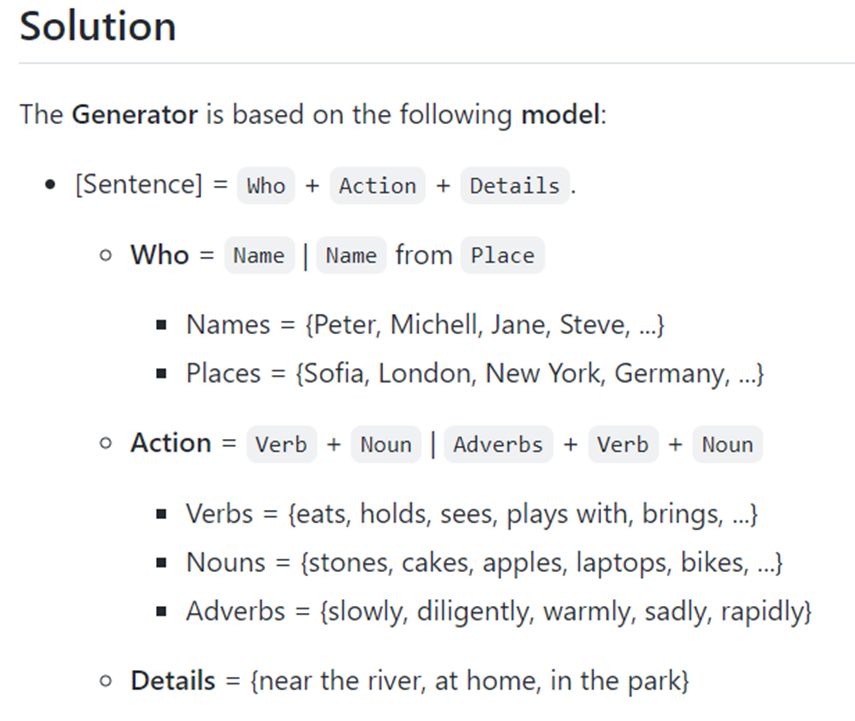 Solution
The Generator is based on the following model:
• [Sentence] = Who + Action + Details.
○ Who = Name | Name from Place
▪ Names = {Peter, Michell, Jane, Steve, ...}
▪ Places = {Sofia, London, New York, Germany, ...}
○ Action = Verb + Noun | Adverbs + Verb + Noun
▪ Verbs = {eats, holds, sees, plays with, brings, ...}
▪ Nouns = {stones, cakes, apples, laptops, bikes, ...}
▪ Adverbs = {slowly, diligently, warmly, sadly, rapidly}
○ Details = {near the river, at home, in the park}